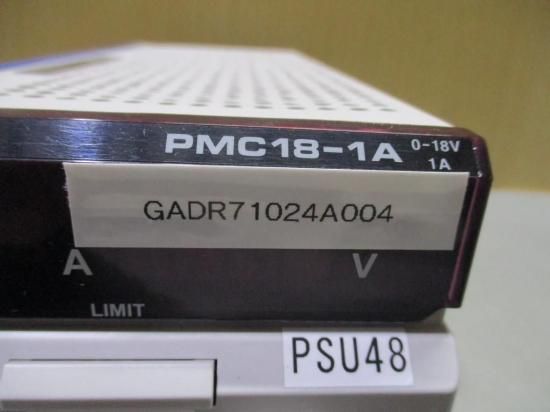 PMC18-1A 0-18V
1A
GADR71024A004
A V
LIMIT
PSU48